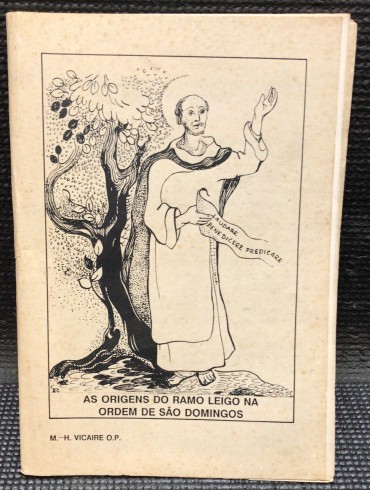 LAUDARE
BENEDICERE PREDICARE
AS ORIGENS DO RAMO LEIGO NA
ORDEM DE SÃO DOMINGOS
M.-H. VICAIRE O.P.